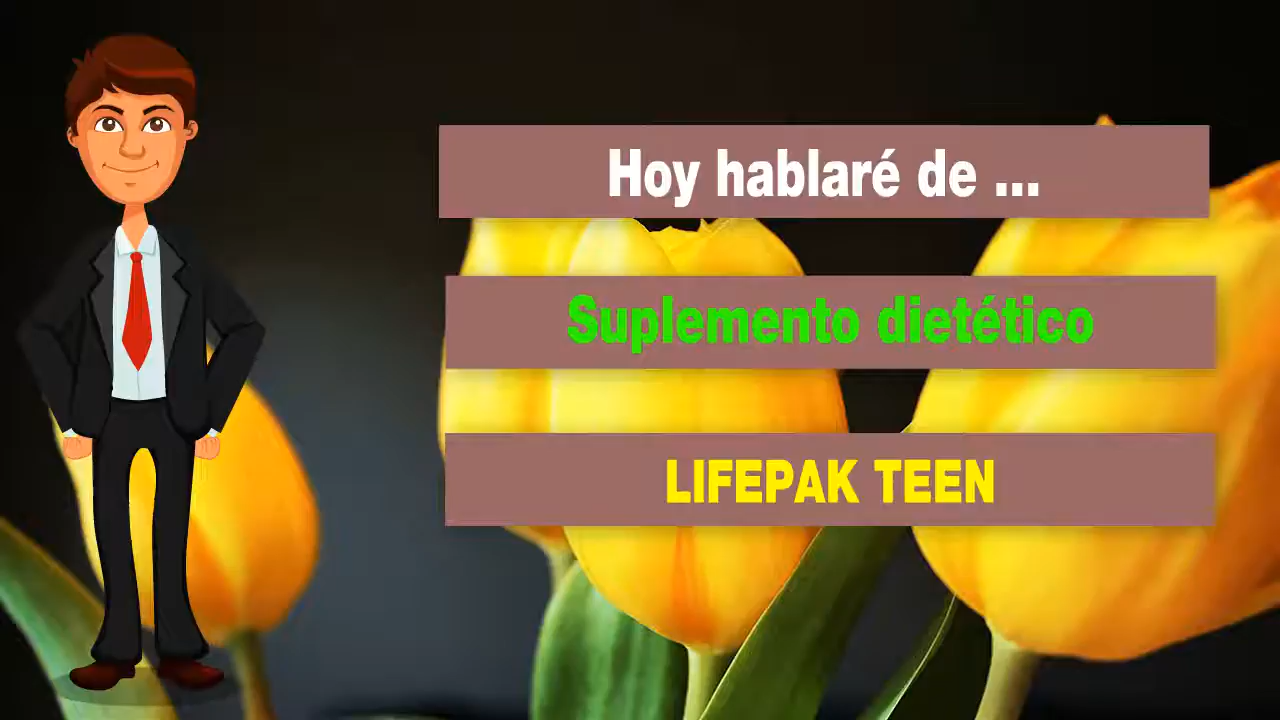 Hoy hablaré de ...
Suplemento dietético
LIFEPAK TEEN